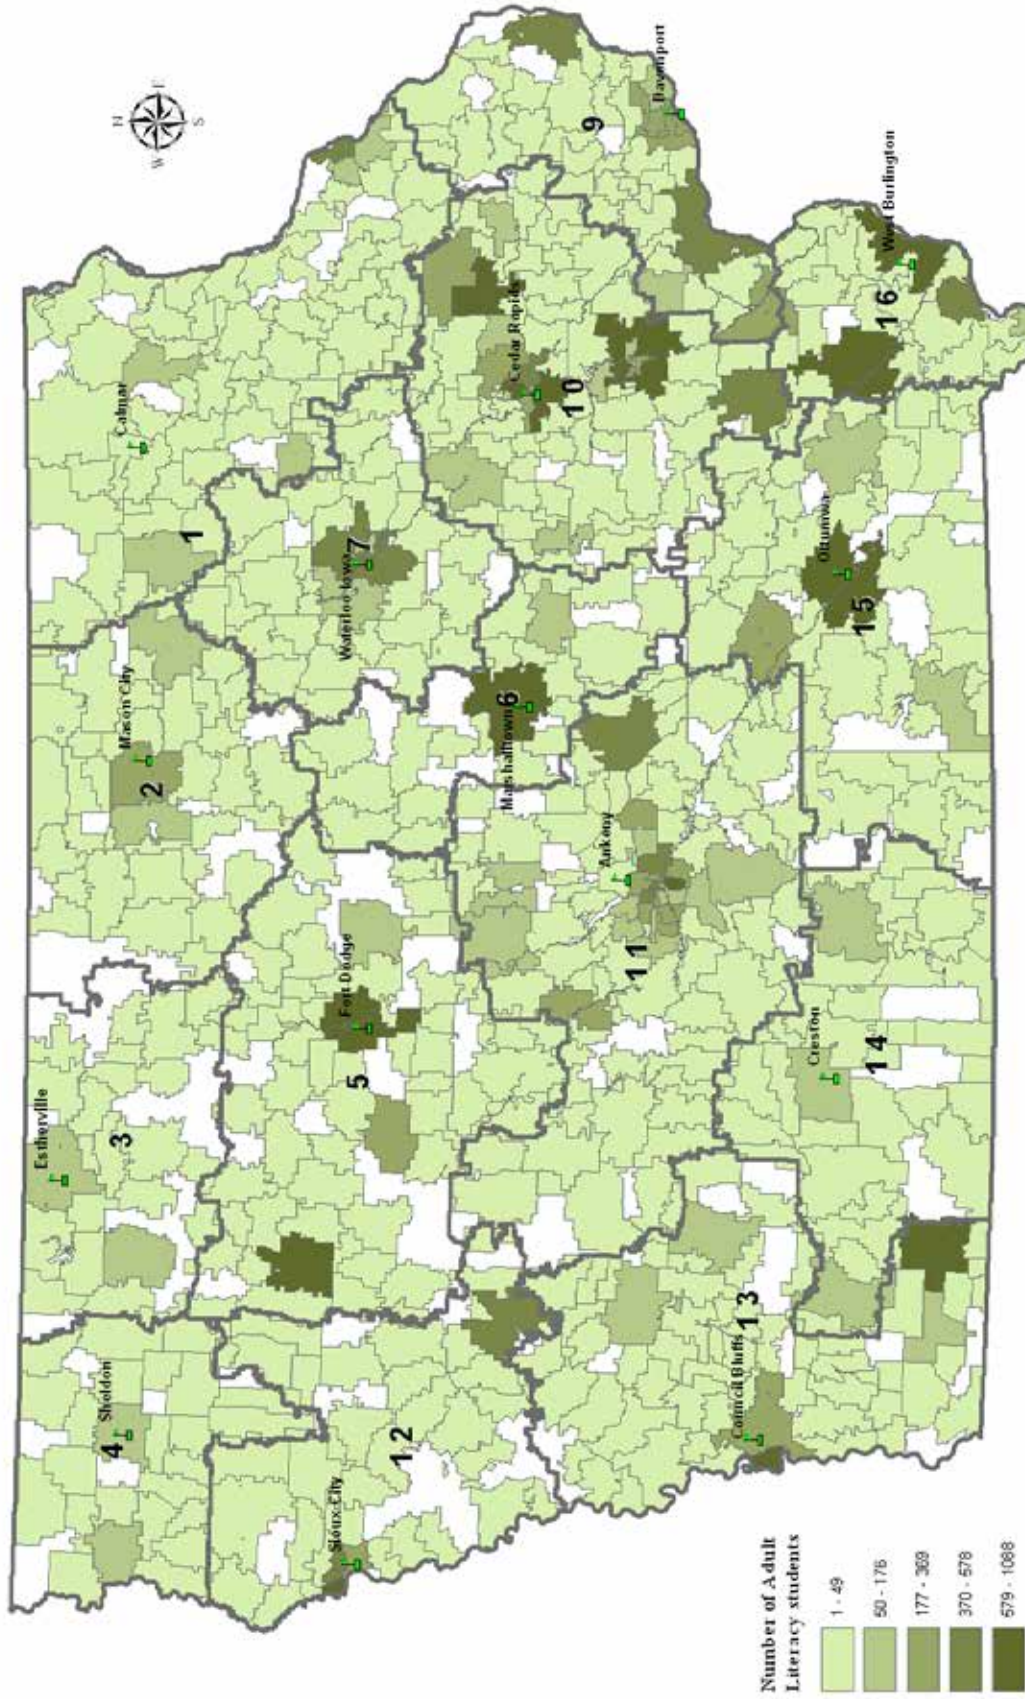 N
W
E
S
Estherville
Sheldon
4
3
Mason City
2
Calmar
1
Sioux City
12
5
Fort Dodge
Waterloo Iowa
7
Marshalltown
6
Cedar Rapids
10
9
Davenport
Council Bluffs
13
Ankeny
11
Creston
14
Ottumwa
15
West Burlington
16
Number of Adult
Literacy students
1 - 49
50 - 176
177 - 369
370 - 578
579 - 1088